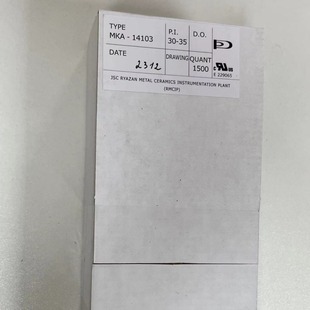 TYPE P.I. D.O.
MKA - 14103 30-35
DATE DRAWING QUANT
2312 1500
E 229065
JSC RYAZAN METAL CERAMICS INSTRUMENTATION PLANT
(RMCIP)